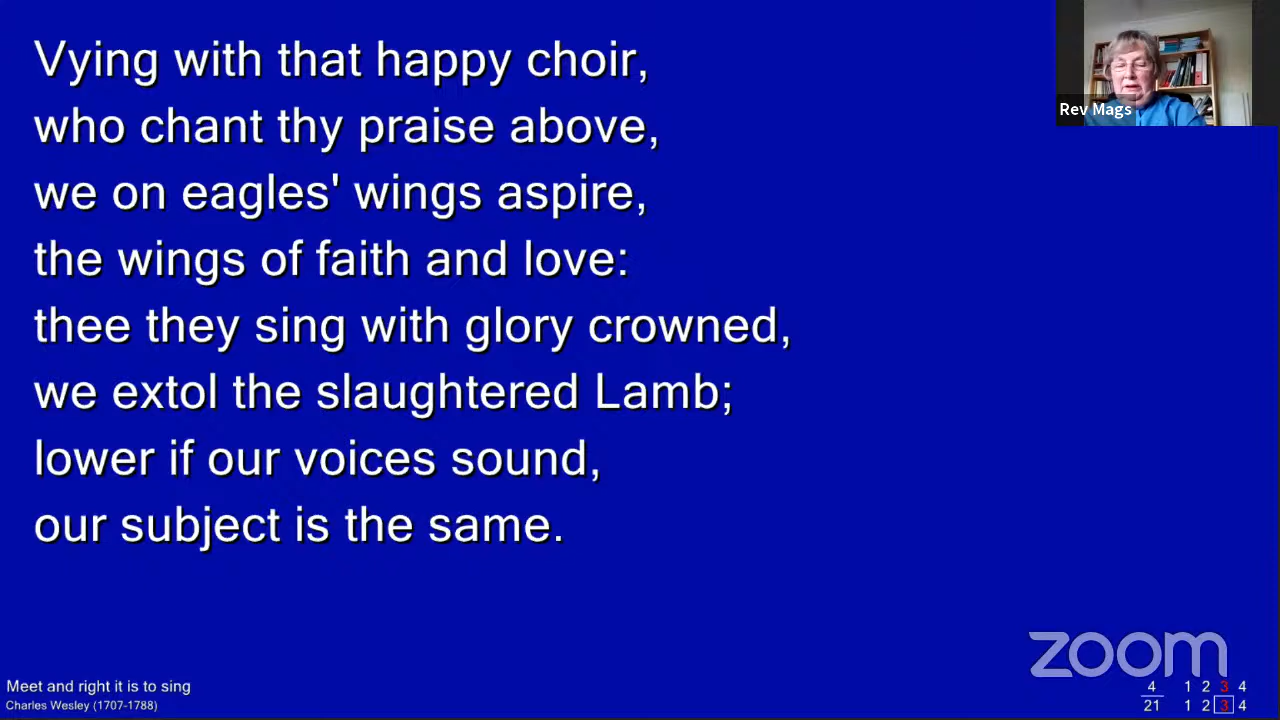 Vying with that happy choir,
who chant thy praise above,
we on eagles' wings aspire,
the wings of faith and love:
thee they sing with glory crowned,
we extol the slaughtered Lamb;
lower if our voices sound,
our subject is the same.
Rev Mags
zoom
Meet and right it is to sing
Charles Wesley (1707-1788)
4 1 2 3 4
21 1 2 3 4